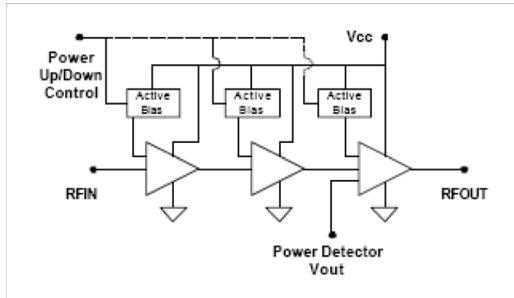 Power
Up/Down
Control
Vcc
Active
Bias
Active
Bias
Active
Bias
RFIN
RFOUT
Power Detector
Vout